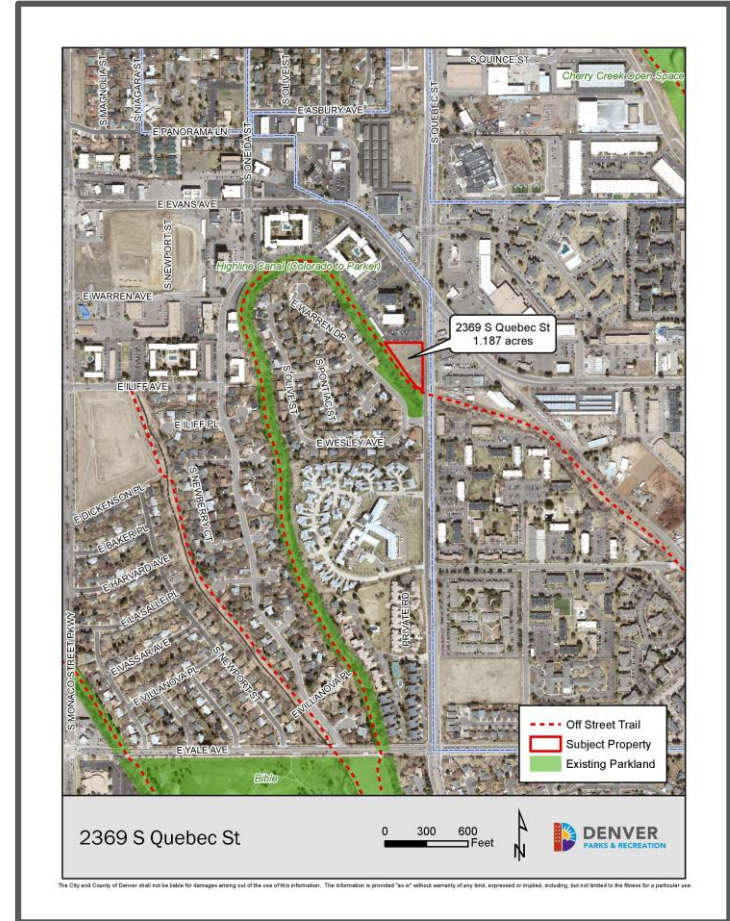 S QUINCE ST
Cherry Creek Open Space
S MAGNOLIA ST
S NIAGARA ST
S OLIVE ST
S ONEIDA ST
S QUEBEC ST
E ASBURY AVE
E PANORAMA LN
E EVANS AVE
S NEWPORT ST
Highline Canal (Colorado to Parker)
E WARREN AVE
E WARREN DR
2369 S Quebec St
1.187 acres
S PONTIAC ST
S OLIVE ST
E ILIFF AVE
E ILIFF PL
E WESLEY AVE
S NEWBERRY CT
E DICKENSON PL
E BAKER PL
E HARVARD AVE
E LASALLE PL
E VASSAR AVE
E VILLANOVA PL
S NEWPORT S
E VILLANOVA PL
PRIVATE RD
S MONACO STREET PKWY
E YALE AVE
Bible
Off Street Trail
Subject Property
Existing Parkland
2369 S Quebec St
0 300 600
Feet
N
DENVER
PARKS & RECREATION
The City and County of Denver shall not be liable for damages arising out of the use of this information. The information is provided "as is" without warranty of any kind, expressed or implied, including, but not limited to the fitness for a particular use.